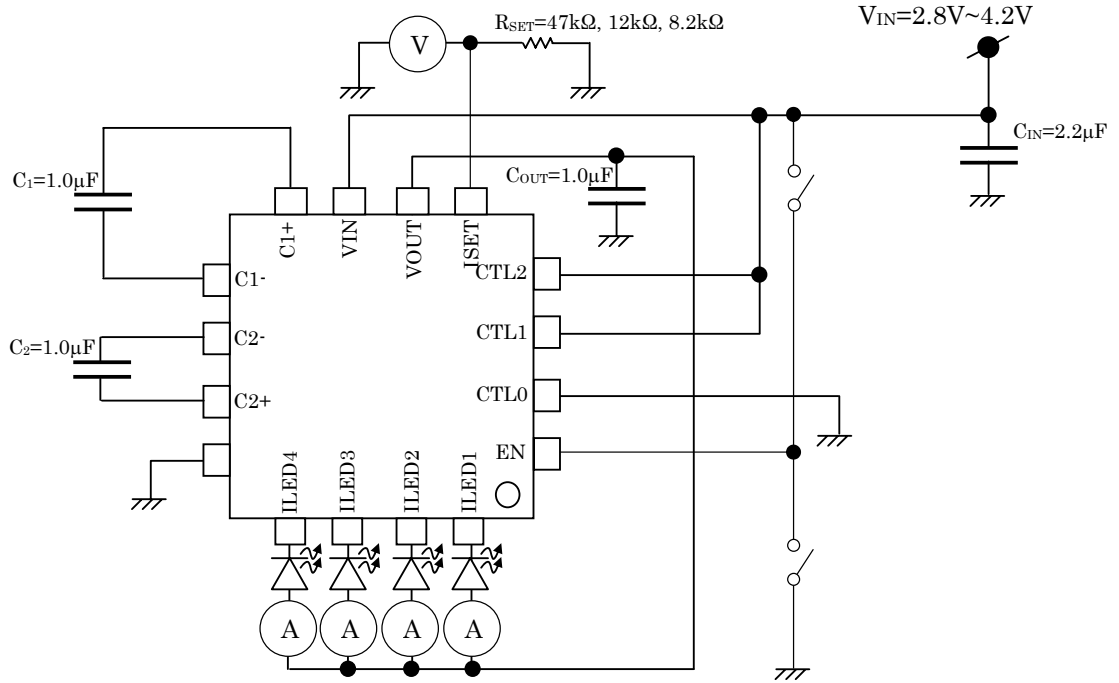 RSET=47kΩ, 12kΩ, 8.2kΩ
VIN=2.8V~4.2V
V
CIN=2.2μF
C1=1.0μF
COUT=1.0μF
C1+
VIN
VOUT
ISET
C1-
CTL2
C2-
CTL1
C2=1.0μF
C2+
CTL0
EN
ILED4
ILED3
ILED2
ILED1
A
A
A
A